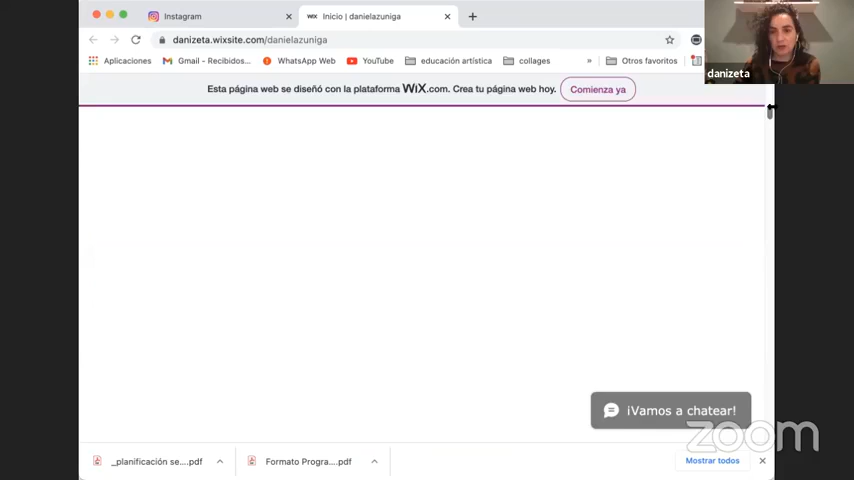 Instagram
WiX Inicio | danielazuniga
danizeta.wixsite.com/danielazuniga
Aplicaciones Gmail - Recibidos... WhatsApp Web YouTube educación artística collages » Otros favoritos
danizeta
Esta página web se diseñó con la plataforma WiX.com. Crea tu página web hoy. Comienza ya
¡Vamos a chatear!
zoom
_planificación se....pdf Formato Progra....pdf Mostrar todos